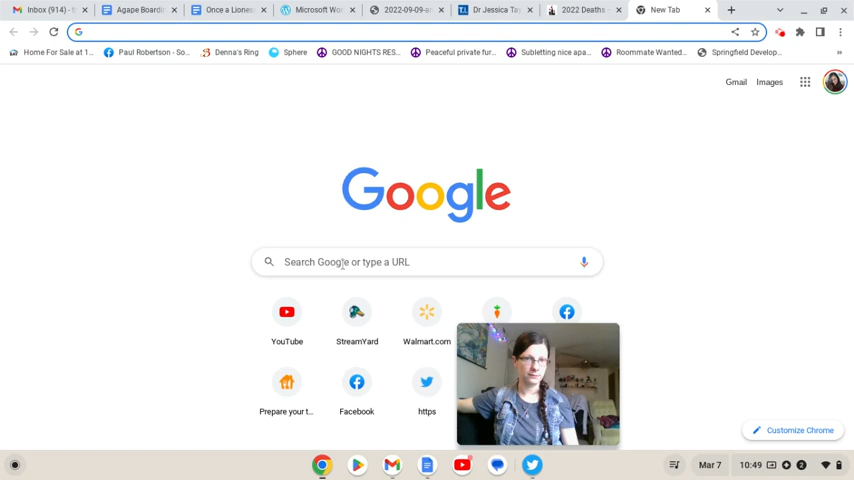 Inbox (914) - t
Agape Boardi
Once a Liones
Microsoft Wor
2022-09-09-a
Dr Jessica Tay
2022 Deaths -
New Tab
Home For Sale at 1...
Paul Robertson - So...
Denna's Ring
Sphere
GOOD NIGHTS RES...
Peaceful private fur...
Subletting nice apa...
Roommate Wanted...
Springfield Develop...
»
Gmail
Images
Google
Search Google or type a URL
YouTube
StreamYard
Walmart.com
Prepare your t...
Facebook
https
Customize Chrome
Mar 7
10:49
2